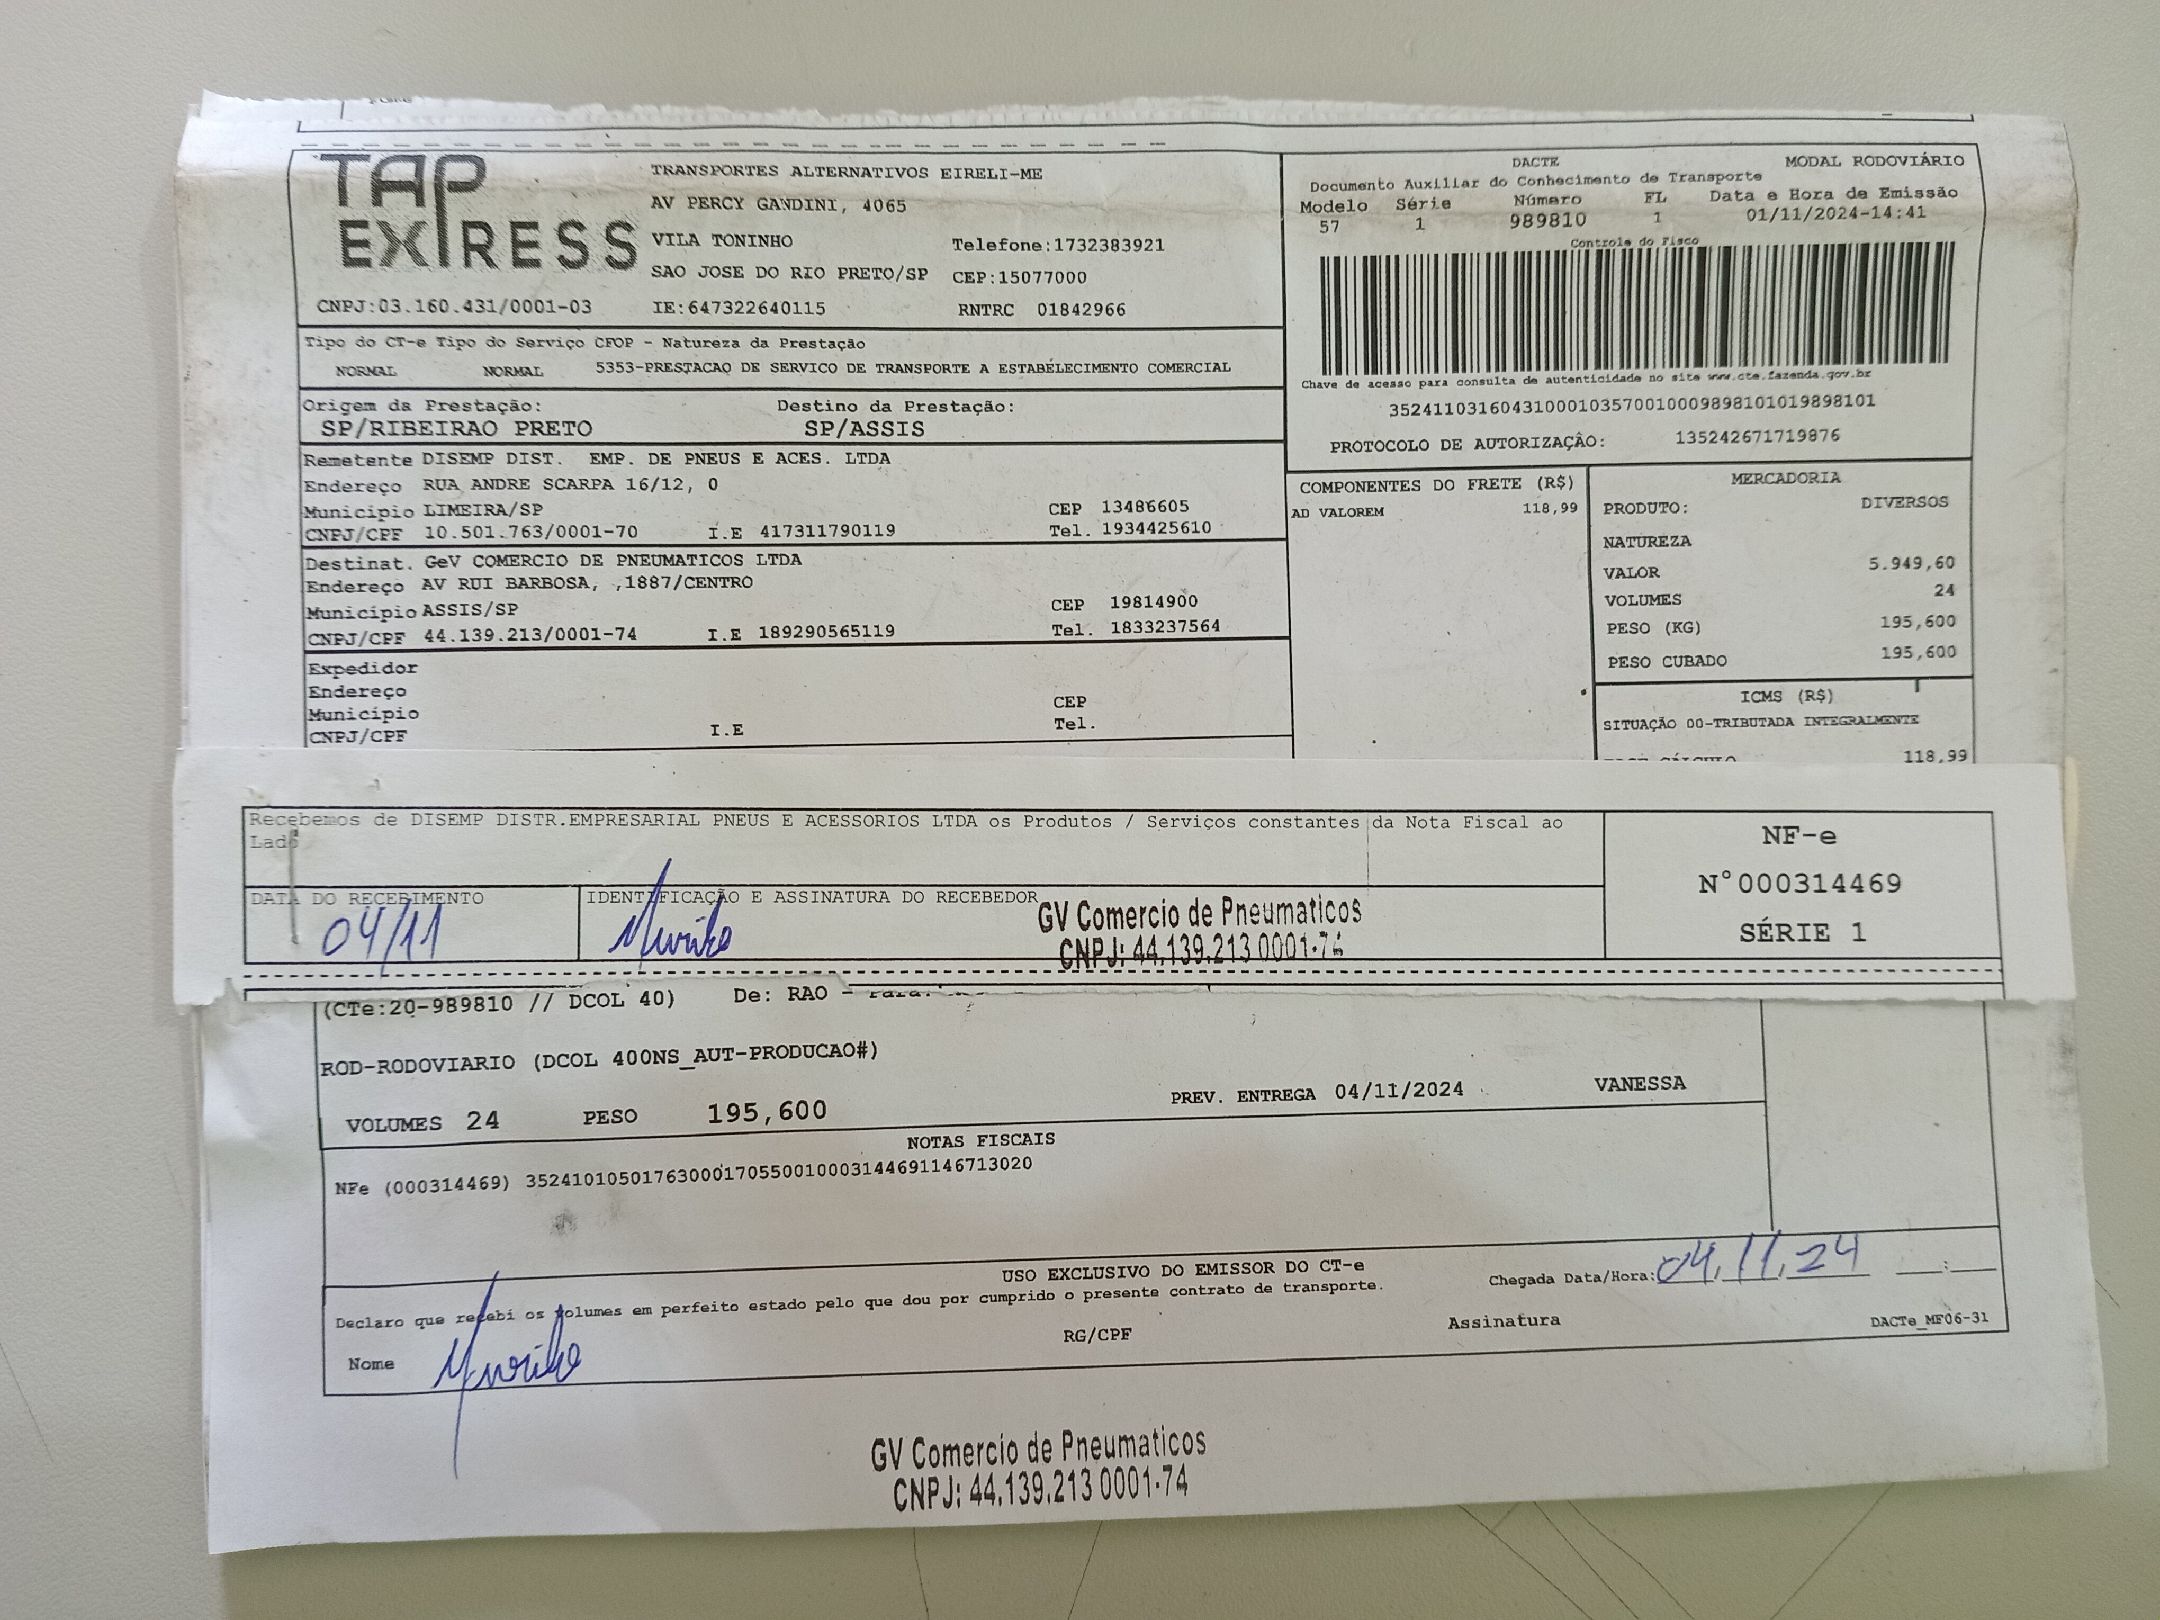 TAP EXPRESS
TRANSPORTES ALTERNATIVOS EIRELI-ME
AV PERCY GANDINI, 4065
VILA TONINHO Telefone:1732383921
SAO JOSE DO RIO PRETO/SP CEP:15077000
CNPJ:03.160.431/0001-03 IE:647322640115 RNTRC 01842966
DACTE MODAL RODOVIÁRIO
Documento Auxiliar do Conhecimento de Transporte
Modelo Série Número FL Data e Hora de Emissão
57 1 989810 1 01/11/2024-14:41
Controle do Fisco
Chave de acesso para consulta de autenticidade no site www.cte.fazenda.gov.br
35241103160431000103570010009898101019898101
PROTOCOLO DE AUTORIZAÇÃO: 135242671719876
Tipo do CT-e Tipo do Serviço CFOP - Natureza da Prestação
NORMAL NORMAL 5353-PRESTACAO DE SERVICO DE TRANSPORTE A ESTABELECIMENTO COMERCIAL
Origem da Prestação: Destino da Prestação:
SP/RIBEIRAO PRETO SP/ASSIS
Remetente DISEMP DIST. EMP. DE PNEUS E ACES. LTDA
Endereço RUA ANDRE SCARPA 16/12, 0
Município LIMEIRA/SP CEP 13486605
CNPJ/CPF 10.501.763/0001-70 I.E 417311790119 Tel. 1934425610
Destinat. GeV COMERCIO DE PNEUMATICOS LTDA
Endereço AV RUI BARBOSA, ,1887/CENTRO
Município ASSIS/SP CEP 19814900
CNPJ/CPF 44.139.213/0001-74 I.E 189290565119 Tel. 1833237564
Expedidor
Endereço
Município CEP
CNPJ/CPF I.E Tel.
COMPONENTES DO FRETE (R$)
AD VALOREM 118,99
MERCADORIA
PRODUTO: DIVERSOS
NATUREZA
VALOR 5.949,60
VOLUMES 24
PESO (KG) 195,600
PESO CUBADO 195,600
ICMS (R$)
SITUAÇÃO 00-TRIBUTADA INTEGRALMENTE
118,99
Recebemos de DISEMP DISTR.EMPRESARIAL PNEUS E ACESSORIOS LTDA os Produtos / Serviços constantes da Nota Fiscal ao
Lado
DATA DO RECEBIMENTO IDENTIFICAÇÃO E ASSINATURA DO RECEBEDOR
04/11 Murilo
GV Comercio de Pneumaticos
CNPJ: 44.139.213 0001-74
NF-e
N°000314469
SÉRIE 1
(CTe:20-989810 // DCOL 40) De: RAO -
ROD-RODOVIARIO (DCOL 400NS_AUT-PRODUCAO#)
VOLUMES 24 PESO 195,600 PREV. ENTREGA 04/11/2024 VANESSA
NOTAS FISCAIS
NFe (000314469) 35241010501763000170550010003144691146713020
USO EXCLUSIVO DO EMISSOR DO CT-e
Chegada Data/Hora: 04.11.24 __:__
Declaro que recebi os volumes em perfeito estado pelo que dou por cumprido o presente contrato de transporte.
Nome Murilo RG/CPF Assinatura DACTe_MF06-31
GV Comercio de Pneumaticos
CNPJ: 44.139.213 0001-74